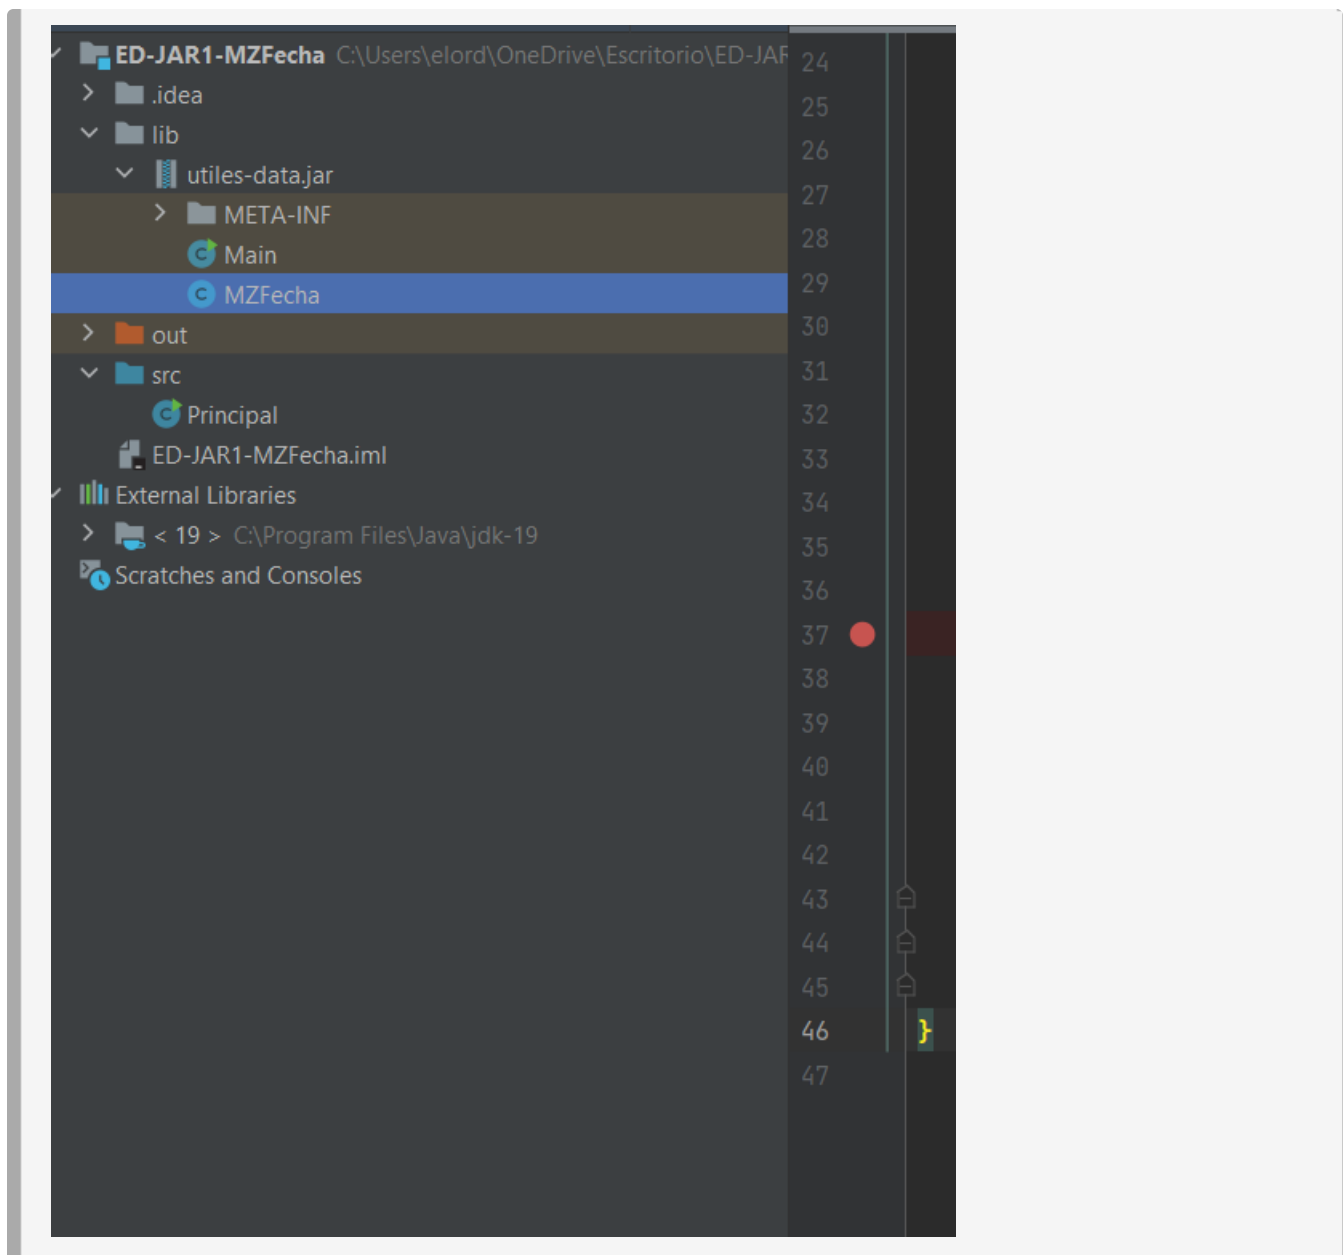 ED-JAR1-MZFecha C:\Users\elord\OneDrive\Escritorio\ED-JAR
.idea
lib
utiles-data.jar
META-INF
Main
MZFecha
out
src
Principal
ED-JAR1-MZFecha.iml
External Libraries
< 19 > C:\Program Files\Java\jdk-19
Scratches and Consoles
24
25
26
27
28
29
30
31
32
33
34
35
36
37
38
39
40
41
42
43
44
45
46 }
47